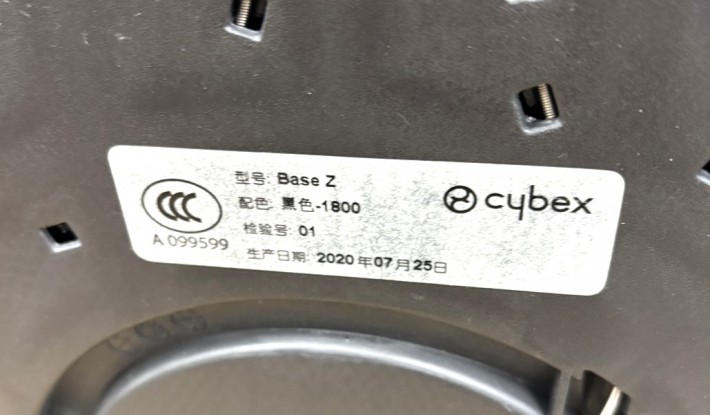 型号: Base Z
配色: 黑色-1800
检验号: 01
生产日期: 2020年07月25日
CCC
A 099599
cybex